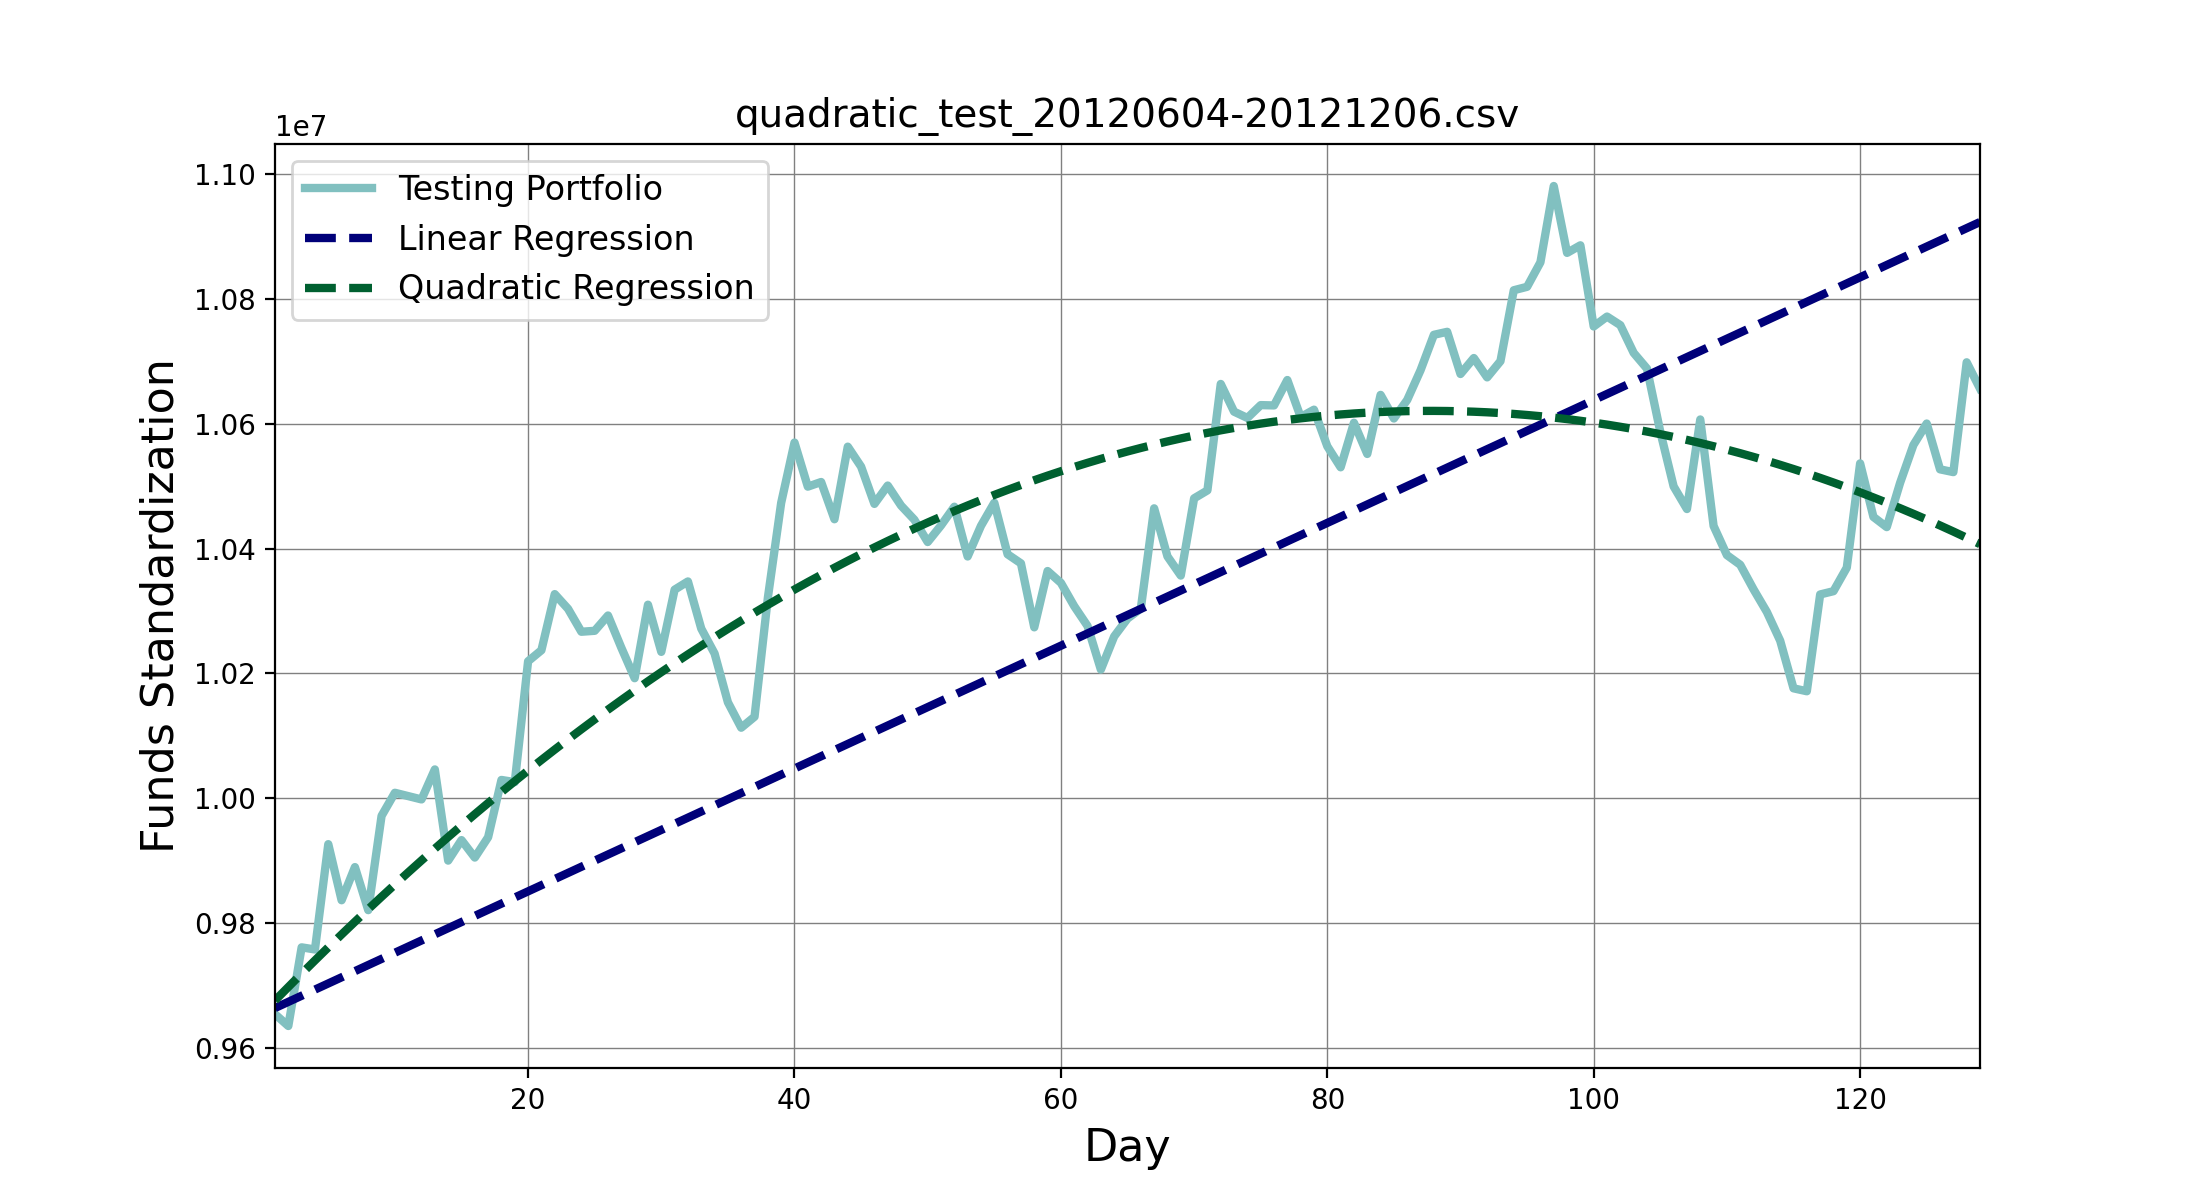 quadratic_test_20120604-20121206.csv
1e7
Testing Portfolio
Linear Regression
Quadratic Regression
1.10
1.08
1.06
1.04
1.02
1.00
0.98
0.96
Funds Standardization
20 40 60 80 100 120
Day